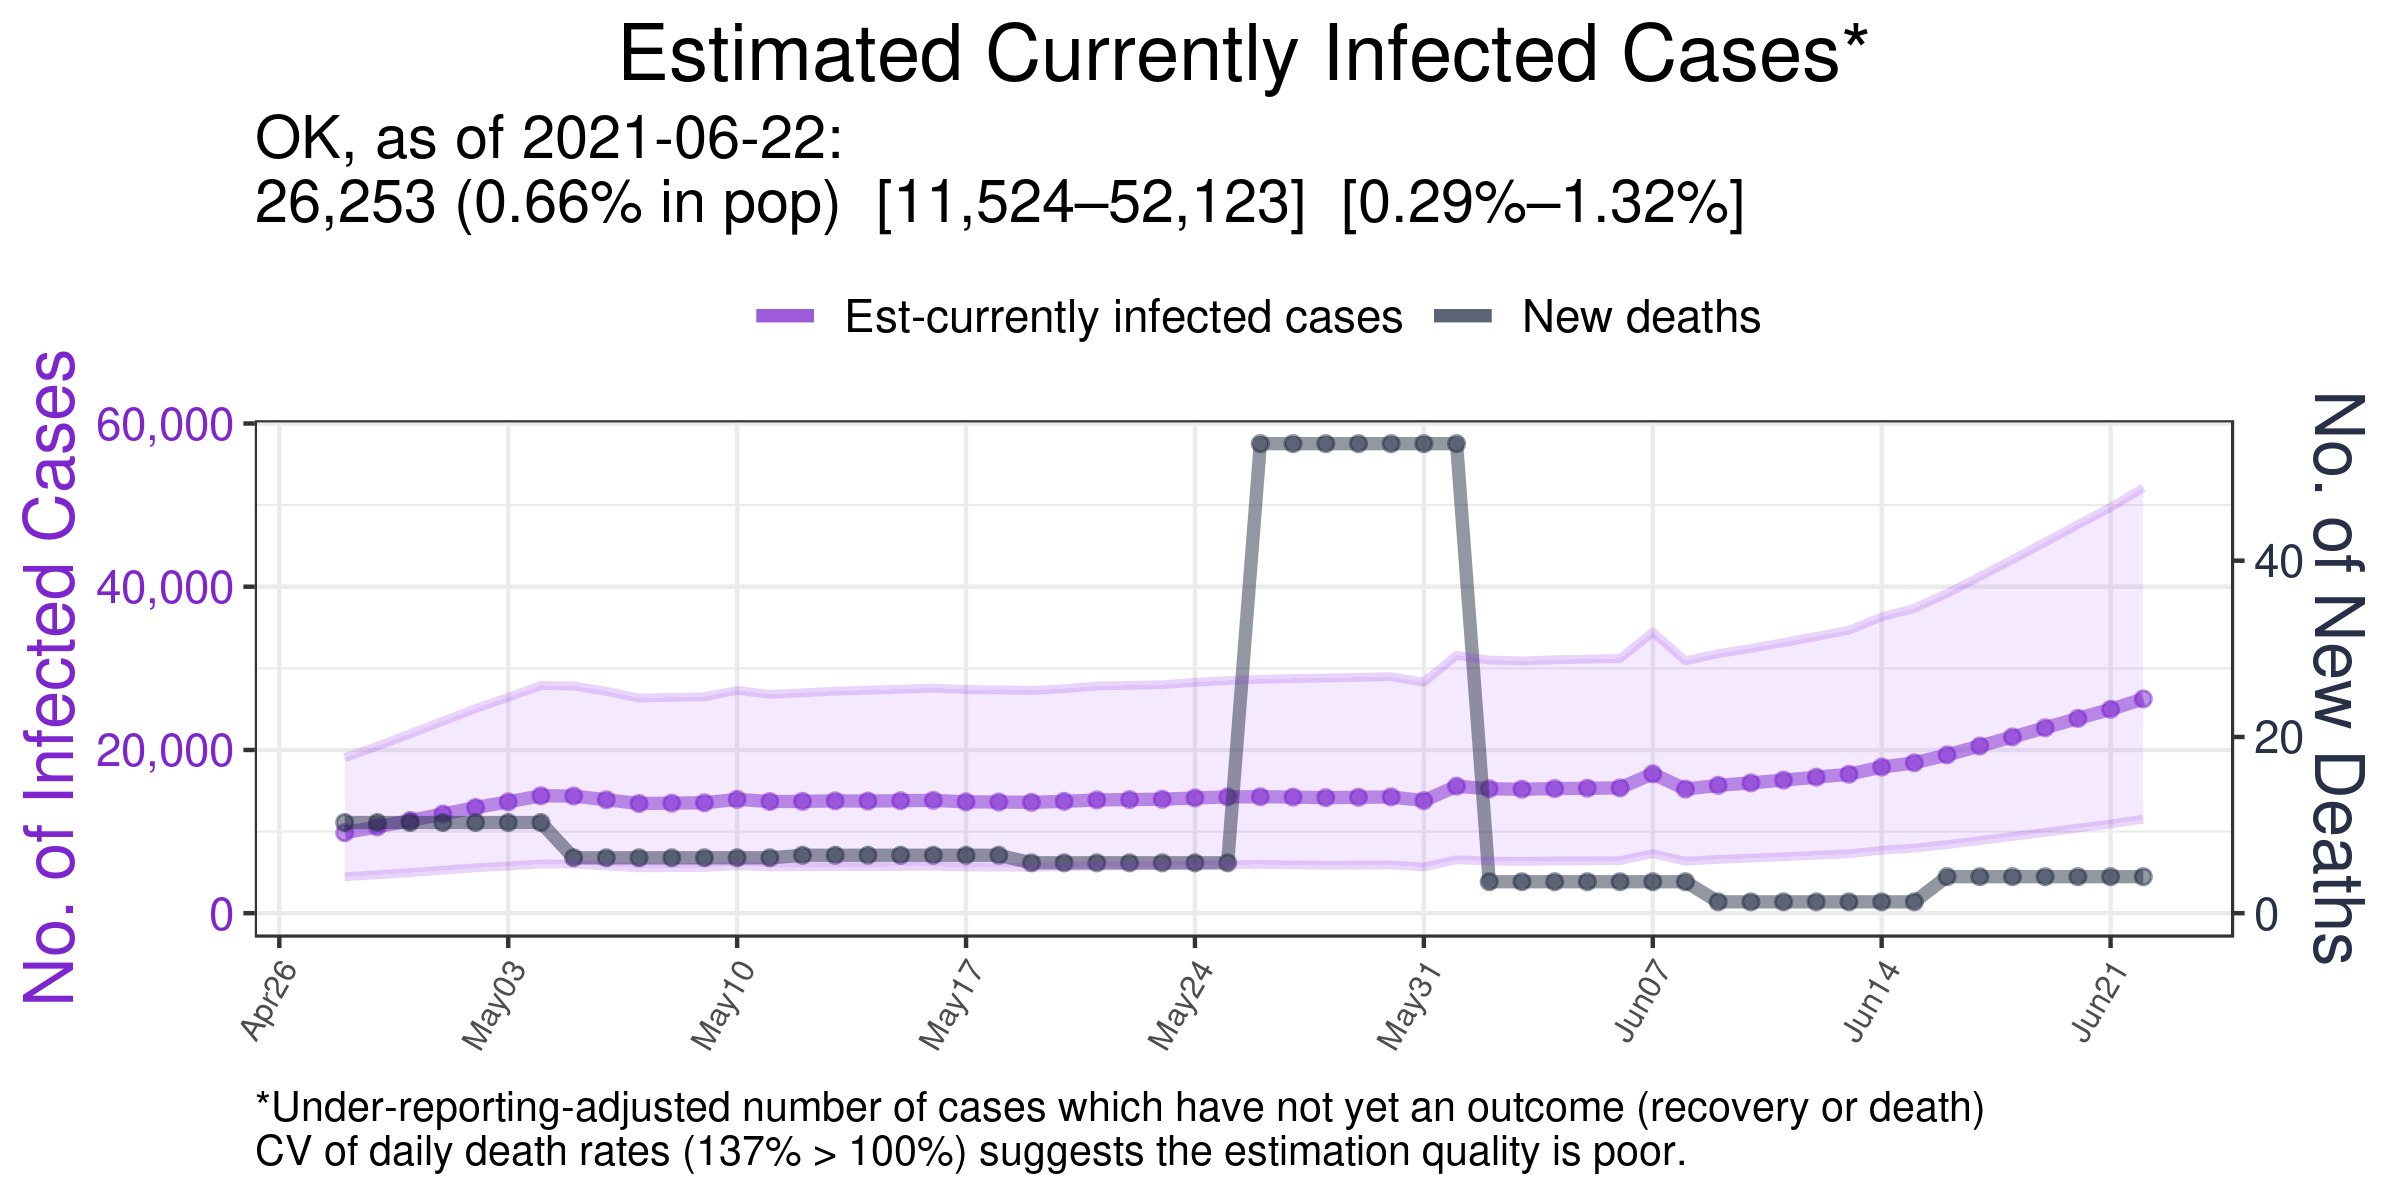 Estimated Currently Infected Cases*
OK, as of 2021-06-22:
26,253 (0.66% in pop)  [11,524–52,123]  [0.29%–1.32%]
Est-currently infected cases
New deaths
No. of Infected Cases
60,000
40,000
20,000
0
40
20
0
No. of New Deaths
Apr26
May03
May10
May17
May24
May31
Jun07
Jun14
Jun21
*Under-reporting-adjusted number of cases which have not yet an outcome (recovery or death)
CV of daily death rates (137% > 100%) suggests the estimation quality is poor.